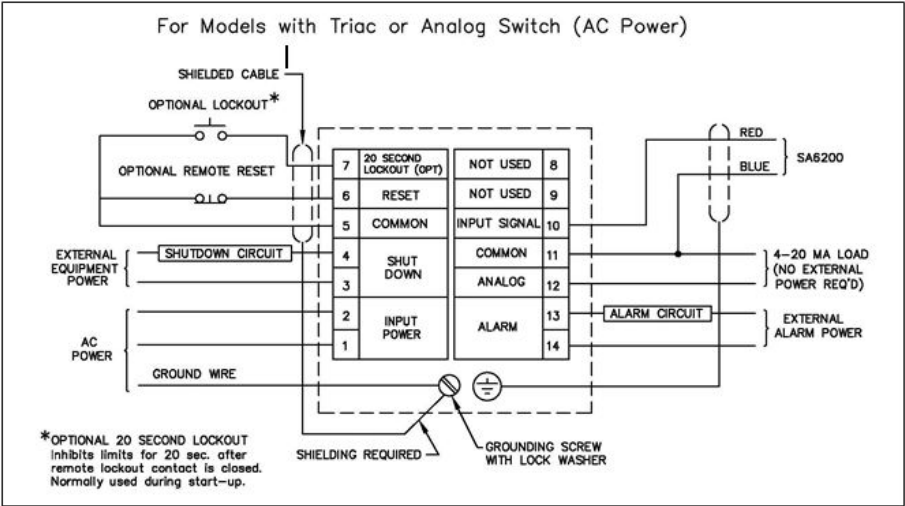 For Models with Triac or Analog Switch (AC Power)
SHIELDED CABLE
OPTIONAL LOCKOUT*
OPTIONAL REMOTE RESET
EXTERNAL
EQUIPMENT
POWER
SHUTDOWN CIRCUIT
AC
POWER
GROUND WIRE
7 20 SECOND
LOCKOUT (OPT)
6 RESET
5 COMMON
4 SHUT
3 DOWN
2 INPUT
1 POWER
NOT USED 8
NOT USED 9
INPUT SIGNAL 10
COMMON 11
ANALOG 12
ALARM 13
14
RED
BLUE
SA6200
4-20 MA LOAD
(NO EXTERNAL
POWER REQ'D)
ALARM CIRCUIT
EXTERNAL
ALARM POWER
*OPTIONAL 20 SECOND LOCKOUT
Inhibits limits for 20 sec. after
remote lockout contact is closed.
Normally used during start-up.
SHIELDING REQUIRED
GROUNDING SCREW
WITH LOCK WASHER